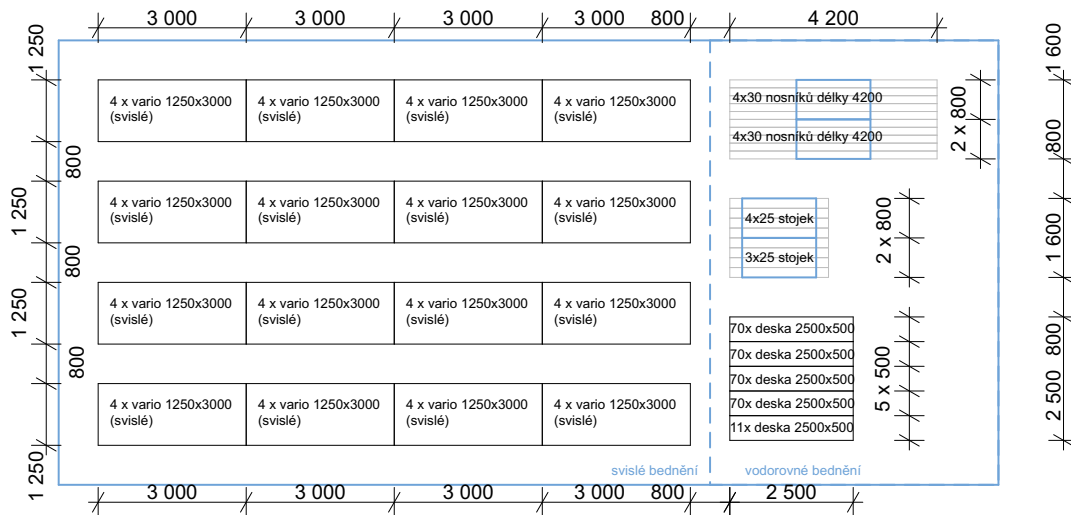 3 000 3 000 3 000 3 000 800 4 200
1 250
1 600
4 x vario 1250x3000 4 x vario 1250x3000 4 x vario 1250x3000 4 x vario 1250x3000
(svislé) (svislé) (svislé) (svislé)
4x30 nosníků délky 4200
4x30 nosníků délky 4200
2 x 800
800
800
4 x vario 1250x3000 4 x vario 1250x3000 4 x vario 1250x3000 4 x vario 1250x3000
(svislé) (svislé) (svislé) (svislé)
1 250
4x25 stojek
3x25 stojek
2 x 800
1 600
800
4 x vario 1250x3000 4 x vario 1250x3000 4 x vario 1250x3000 4 x vario 1250x3000
(svislé) (svislé) (svislé) (svislé)
1 250
800
70x deska 2500x500
70x deska 2500x500
70x deska 2500x500
70x deska 2500x500
11x deska 2500x500
5 x 500
800
2 500
4 x vario 1250x3000 4 x vario 1250x3000 4 x vario 1250x3000 4 x vario 1250x3000
(svislé) (svislé) (svislé) (svislé)
1 250
svislé bednění vodorovné bednění
3 000 3 000 3 000 3 000 800 2 500